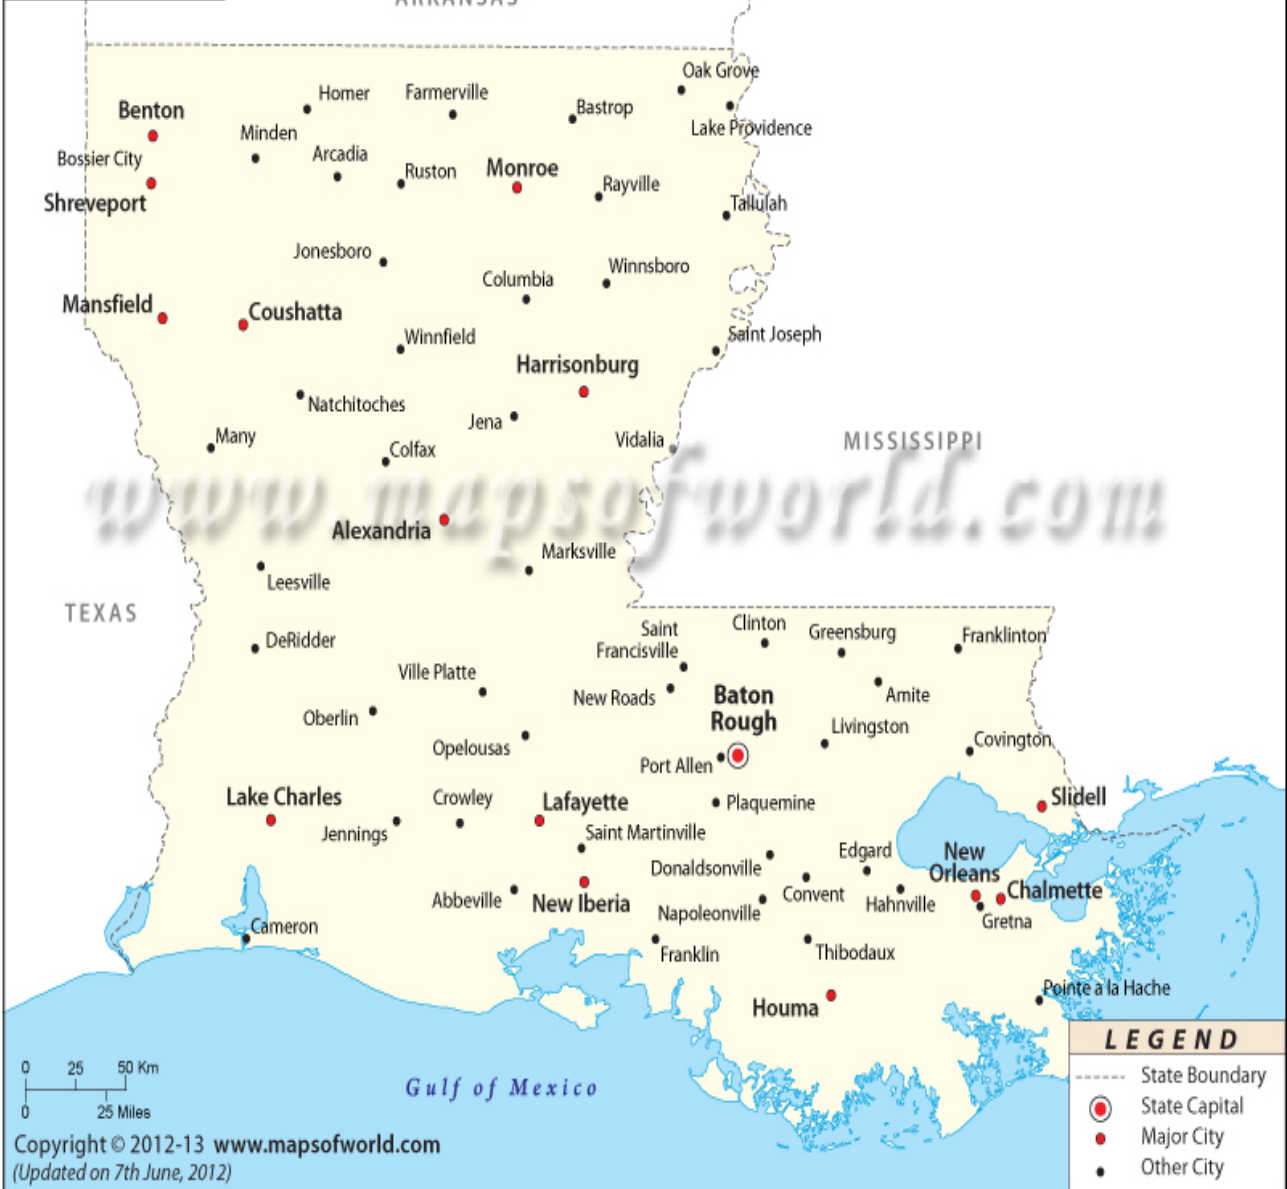 ARKANSAS
Oak Grove
Homer
Farmerville
Benton
Bastrop
Lake Providence
Minden
Bossier City
Arcadia
Ruston
Monroe
Rayville
Shreveport
Tallulah
Jonesboro
Columbia
Winnsboro
Mansfield
Coushatta
Winnfield
Saint Joseph
Harrisonburg
Natchitoches
Jena
Many
Colfax
Vidalia
MISSISSIPPI
www.mapsofworld.com
Alexandria
Marksville
Leesville
TEXAS
DeRidder
Saint
Francisville
Clinton
Greensburg
Franklinton
Ville Platte
New Roads
Baton
Rough
Amite
Oberlin
Livingston
Opelousas
Covington
Port Allen
Lake Charles
Crowley
Lafayette
Plaquemine
Slidell
Jennings
Saint Martinville
Edgard
New
Orleans
Donaldsonville
Convent
Hahnville
Chalmette
Abbeville
New Iberia
Napoleonville
Gretna
Cameron
Franklin
Thibodaux
Pointe a la Hache
Houma
LEGEND
State Boundary
State Capital
Major City
Other City
Gulf of Mexico
0 25 50 Km
0 25 Miles
Copyright © 2012-13 www.mapsofworld.com
(Updated on 7th June, 2012)